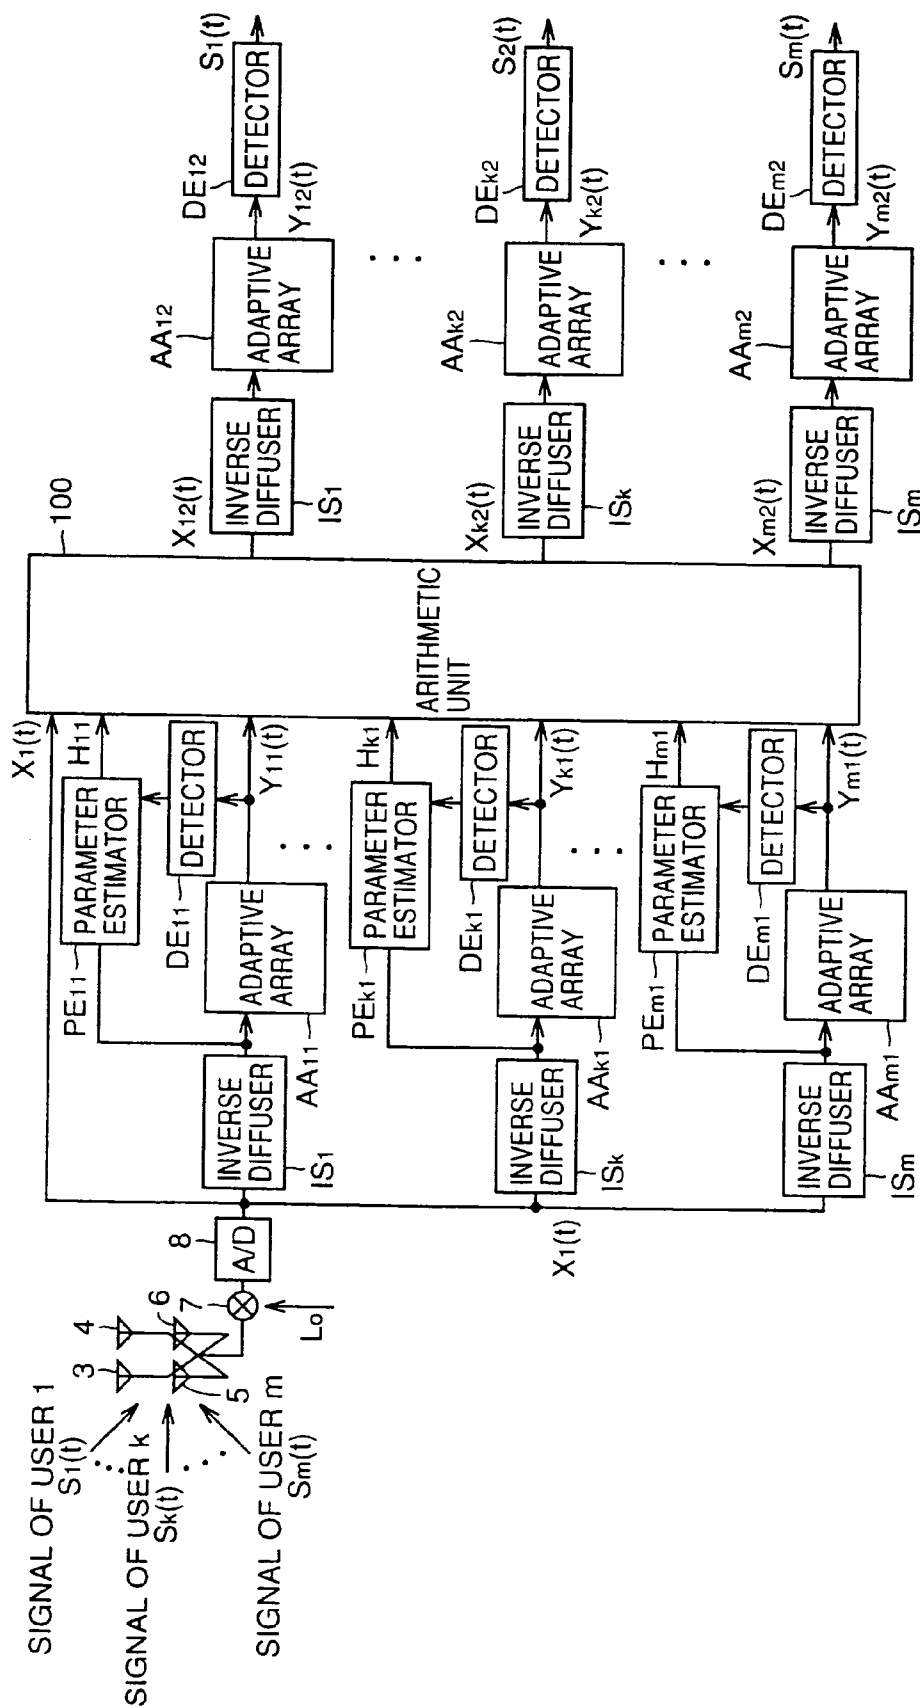 SIGNAL OF USER 1
S1(t)
SIGNAL OF USER k
Sk(t)
SIGNAL OF USER m
Sm(t)
3
4
5
6
7
Lo
8
A/D
X1(t)
X1(t)
INVERSE
DIFFUSER
IS1
PE11
PARAMETER
ESTIMATOR
H11
DE11
DETECTOR
ADAPTIVE
ARRAY
AA11
Y11(t)
INVERSE
DIFFUSER
ISk
PEk1
PARAMETER
ESTIMATOR
Hk1
DEk1
DETECTOR
ADAPTIVE
ARRAY
AAk1
Yk1(t)
INVERSE
DIFFUSER
ISm
PEm1
PARAMETER
ESTIMATOR
Hm1
DEm1
DETECTOR
ADAPTIVE
ARRAY
AAm1
Ym1(t)
100
ARITHMETIC
UNIT
X12(t)
INVERSE
DIFFUSER
IS1
AA12
ADAPTIVE
ARRAY
Y12(t)
DE12
DETECTOR
S1(t)
Xk2(t)
INVERSE
DIFFUSER
ISk
AAk2
ADAPTIVE
ARRAY
Yk2(t)
DEk2
DETECTOR
S2(t)
Xm2(t)
INVERSE
DIFFUSER
ISm
AAm2
ADAPTIVE
ARRAY
Ym2(t)
DEm2
DETECTOR
Sm(t)